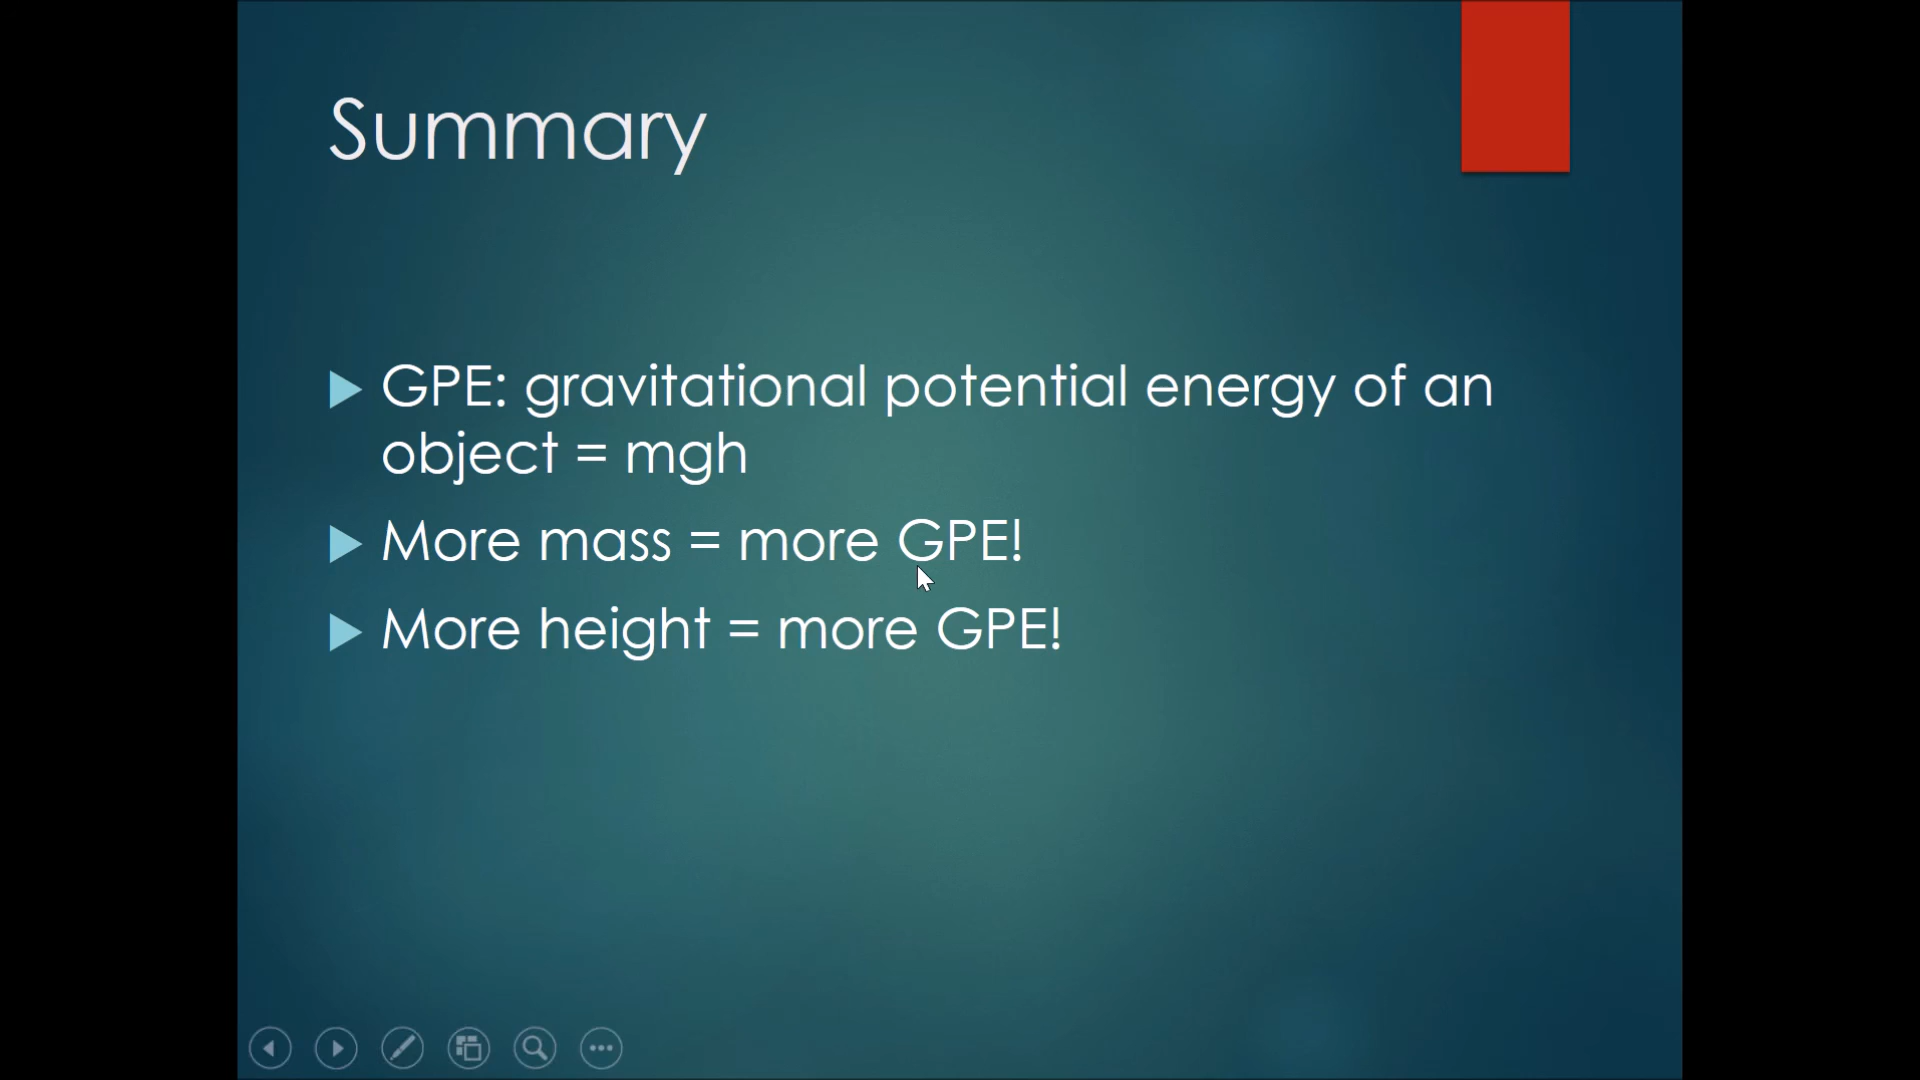 Summary
GPE: gravitational potential energy of an
object = mgh
More mass = more GPE!
More height = more GPE!